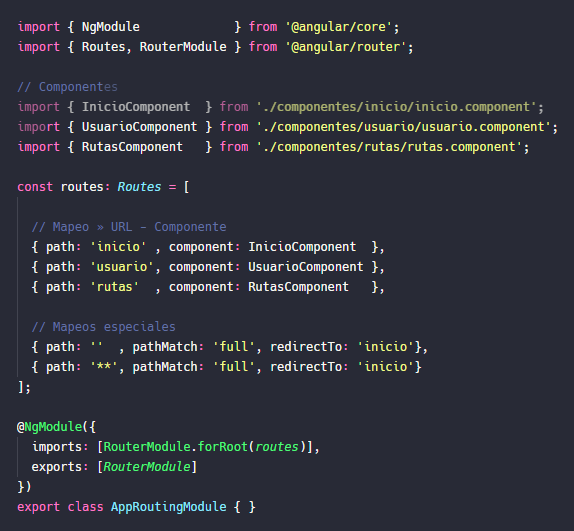 import { NgModule             } from '@angular/core';
import { Routes, RouterModule } from '@angular/router';
// Componentes
import { InicioComponent  } from './componentes/inicio/inicio.component';
import { UsuarioComponent } from './componentes/usuario/usuario.component';
import { RutasComponent   } from './componentes/rutas/rutas.component';
const routes: Routes = [
  // Mapeo » URL - Componente
  { path: 'inicio' , component: InicioComponent  },
  { path: 'usuario', component: UsuarioComponent },
  { path: 'rutas'  , component: RutasComponent   },
  // Mapeos especiales
  { path: ''  , pathMatch: 'full', redirectTo: 'inicio'},
  { path: '**', pathMatch: 'full', redirectTo: 'inicio'}
];
@NgModule({
  imports: [RouterModule.forRoot(routes)],
  exports: [RouterModule]
})
export class AppRoutingModule { }